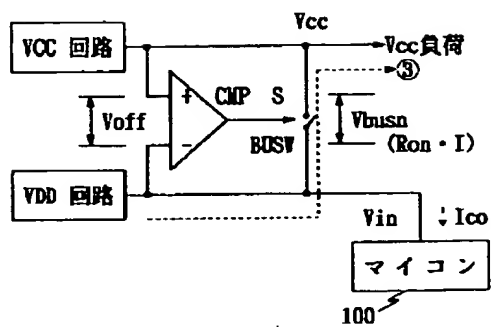 Vcc
VCC 回路
Vcc負荷
③
+
CMP
S
Voff
-
BUSW
Vbusn
(Ron・I)
VDD 回路
Vin
Ico
マイコン
100